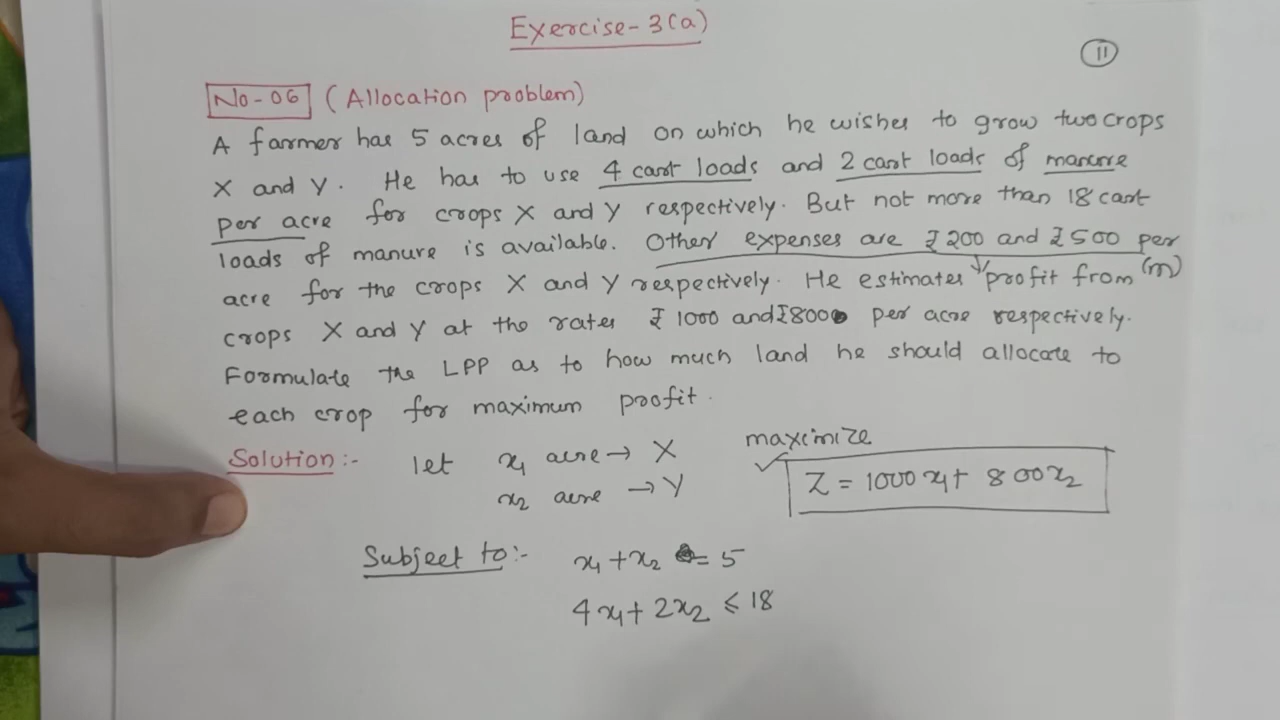 Exercise-3(a)
11
No-06 (Allocation problem)
A farmer has 5 acres of land on which he wishes to grow two crops
X and Y. He has to use 4 cart loads and 2 cart loads of manure
per acre for crops X and Y respectively. But not more than 18 cart
loads of manure is available. Other expenses are ₹200 and ₹500 per
acre for the crops X and Y respectively. He estimates profit from (m)
crops X and Y at the rates ₹1000 and ₹800 per acre respectively.
Formulate the LPP as to how much land he should allocate to
each crop for maximum profit.
Solution:- let x₁ acre → X
x₂ acre → Y
maximize
Z = 1000x₁ + 800x₂
Subject to:- x₁ + x₂ = 5
4x₁ + 2x₂ ≤ 18